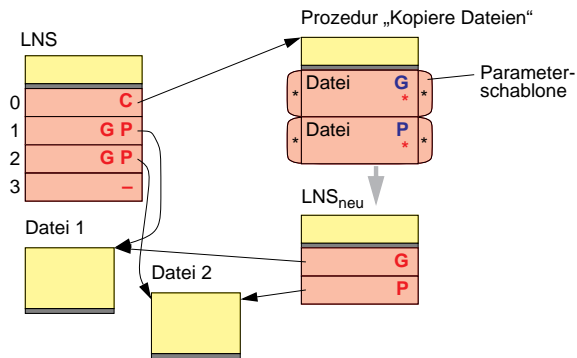 Prozedur „Kopiere Dateien“
LNS
0 C
1 G P
2 G P
3 –
* Datei G * *
* Datei P * *
Parameter-
schablone
LNSneu
G
P
Datei 1
Datei 2